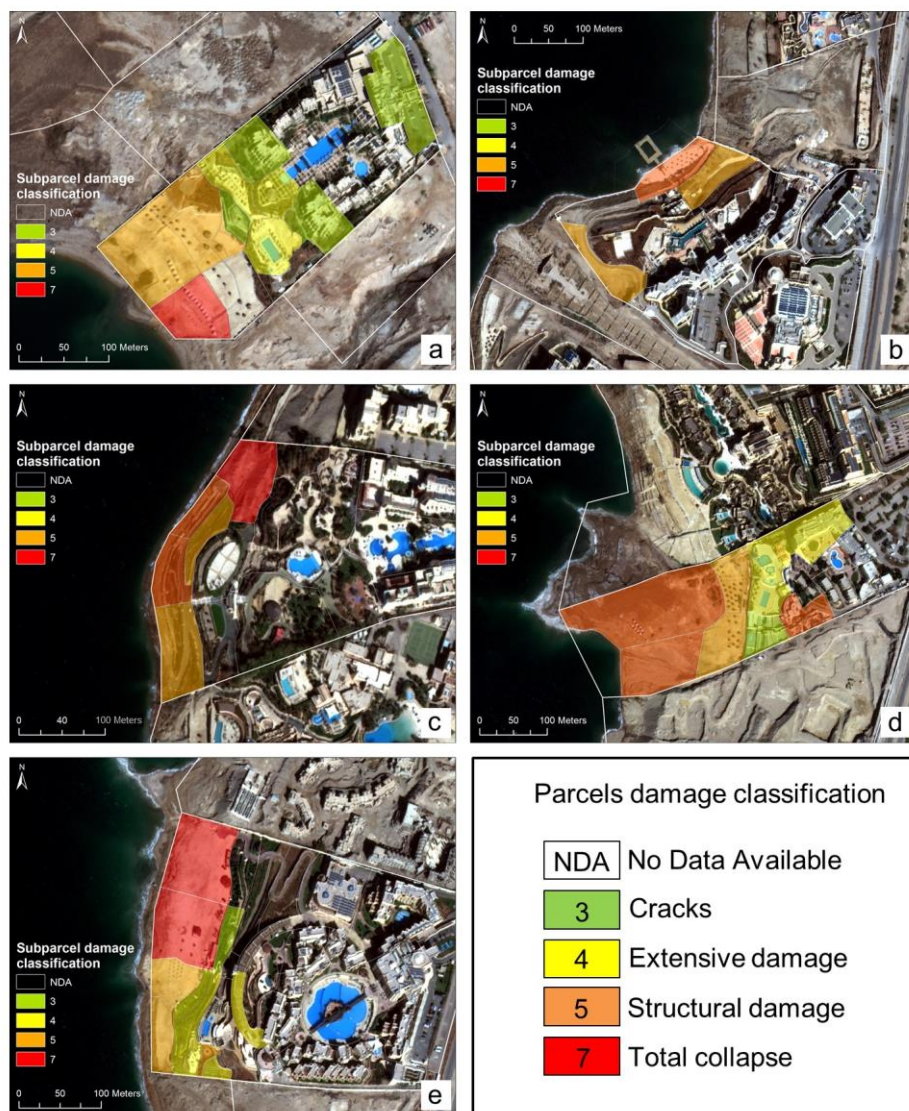 N
0 50 100 Meters
Subparcel damage
classification
NDA
3
4
5
7
a
N
0 50 100 Meters
Subparcel damage
classification
NDA
3
4
5
7
b
N
Subparcel damage
classification
NDA
3
4
5
7
0 40 100 Meters
c
N
Subparcel damage
classification
NDA
3
4
5
7
0 50 100 Meters
d
N
Subparcel damage
classification
NDA
3
4
5
7
0 50 100 Meters
e
Parcels damage classification
NDA No Data Available
3 Cracks
4 Extensive damage
5 Structural damage
7 Total collapse